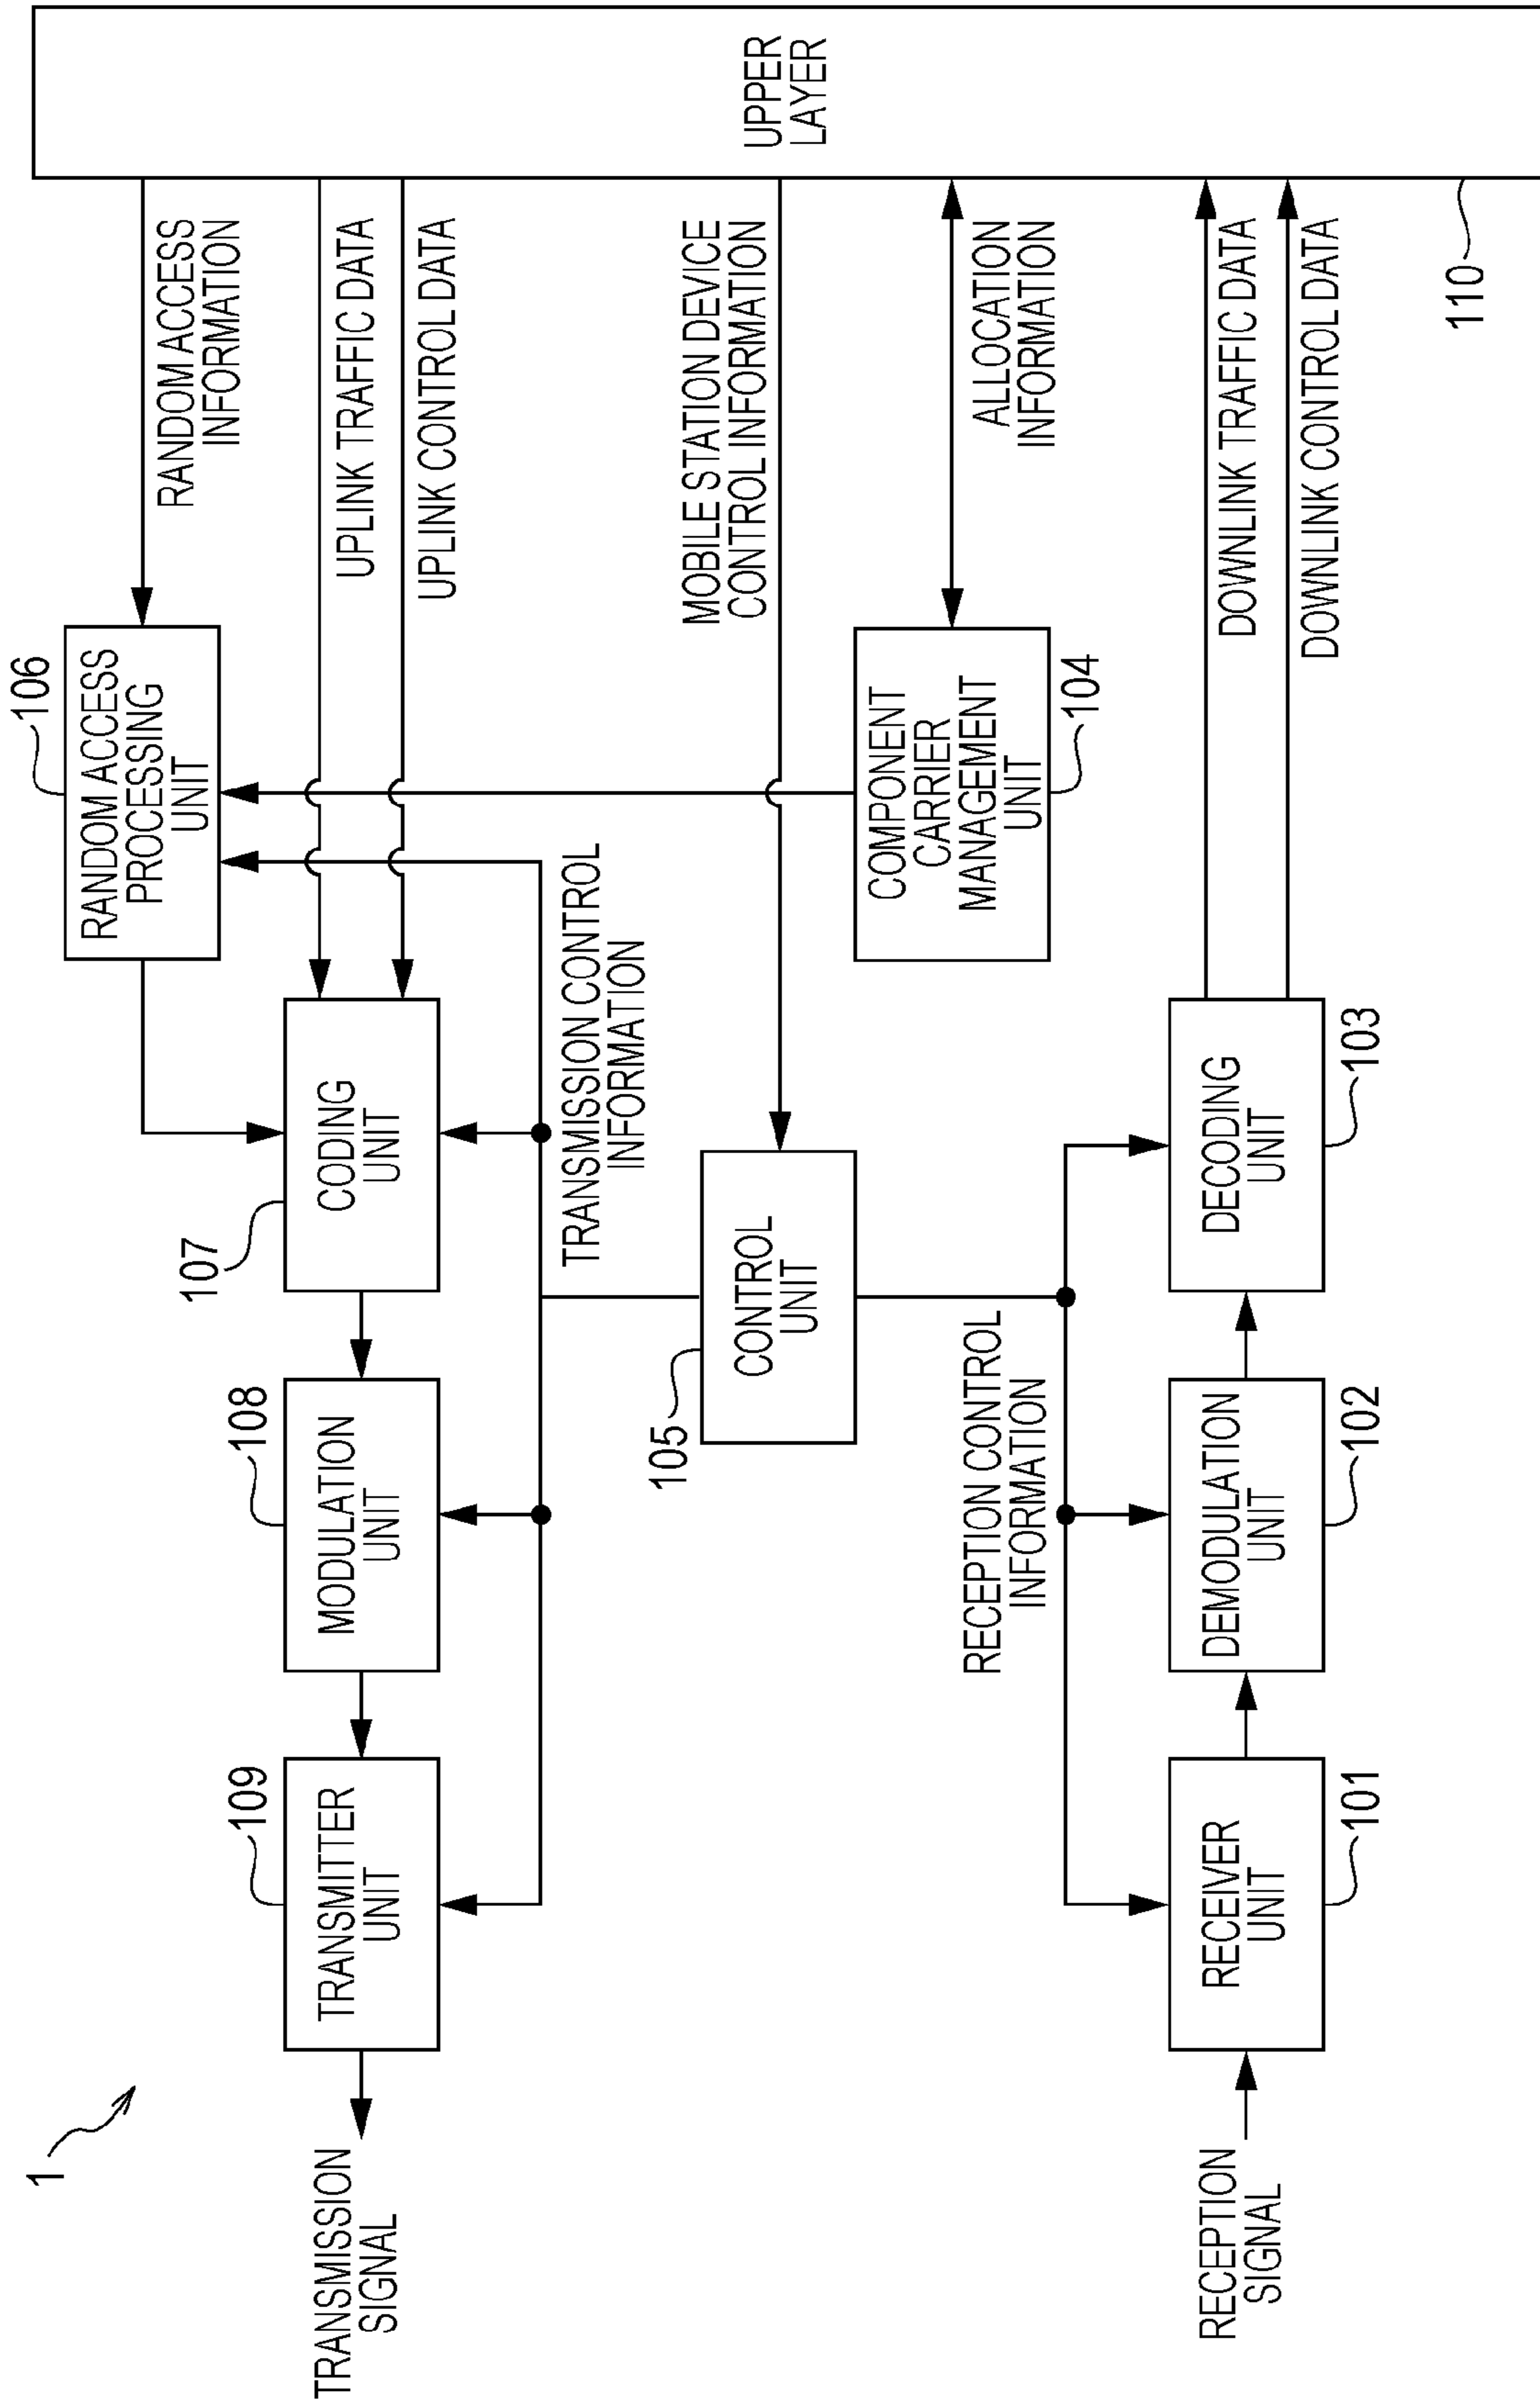 1
TRANSMISSION
SIGNAL
109
TRANSMITTER
UNIT
108
MODULATION
UNIT
107
CODING
UNIT
106
RANDOM ACCESS
PROCESSING
UNIT
RANDOM ACCESS
INFORMATION
UPLINK TRAFFIC DATA
UPLINK CONTROL DATA
TRANSMISSION CONTROL
INFORMATION
105
CONTROL
UNIT
MOBILE STATION DEVICE
CONTROL INFORMATION
COMPONENT
CARRIER
MANAGEMENT
UNIT
104
ALLOCATION
INFORMATION
UPPER
LAYER
110
RECEPTION CONTROL
INFORMATION
RECEPTION
SIGNAL
RECEIVER
UNIT
101
DEMODULATION
UNIT
102
DECODING
UNIT
103
DOWNLINK TRAFFIC DATA
DOWNLINK CONTROL DATA